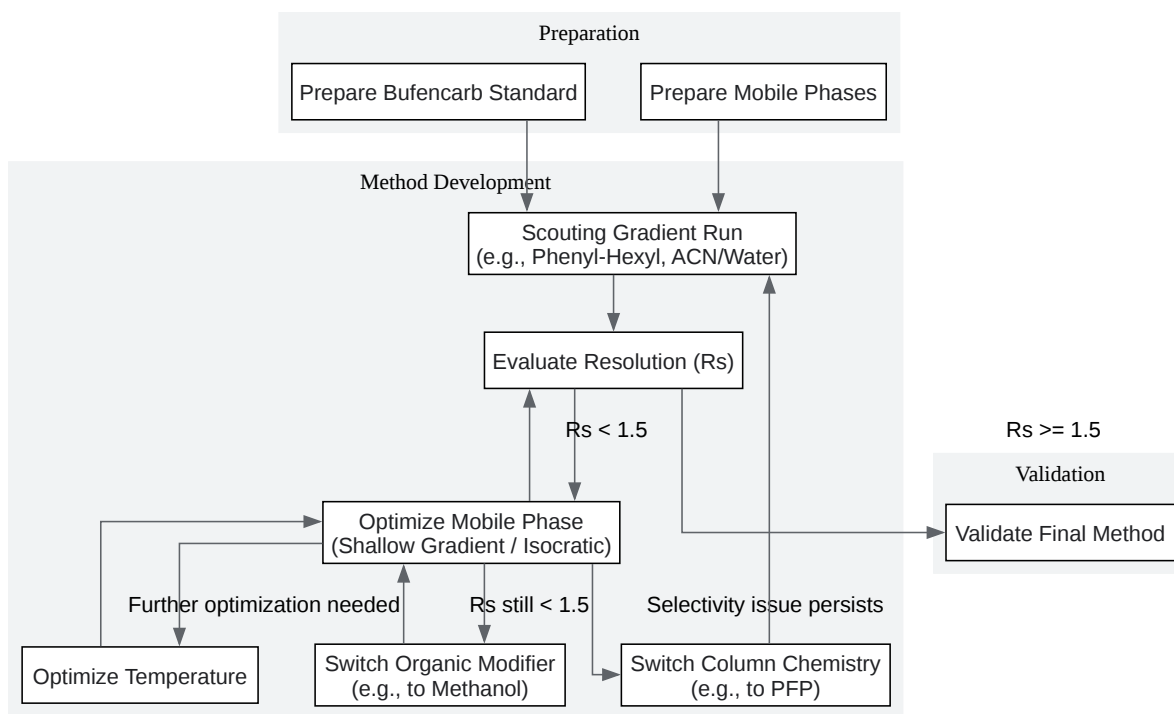 Preparation
Prepare Bufencarb Standard
Prepare Mobile Phases
Method Development
Scouting Gradient Run
(e.g., Phenyl-Hexyl, ACN/Water)
Evaluate Resolution (Rs)
Rs < 1.5
Rs >= 1.5
Validation
Validate Final Method
Optimize Mobile Phase
(Shallow Gradient / Isocratic)
Further optimization needed
Rs still < 1.5
Selectivity issue persists
Optimize Temperature
Switch Organic Modifier
(e.g., to Methanol)
Switch Column Chemistry
(e.g., to PFP)